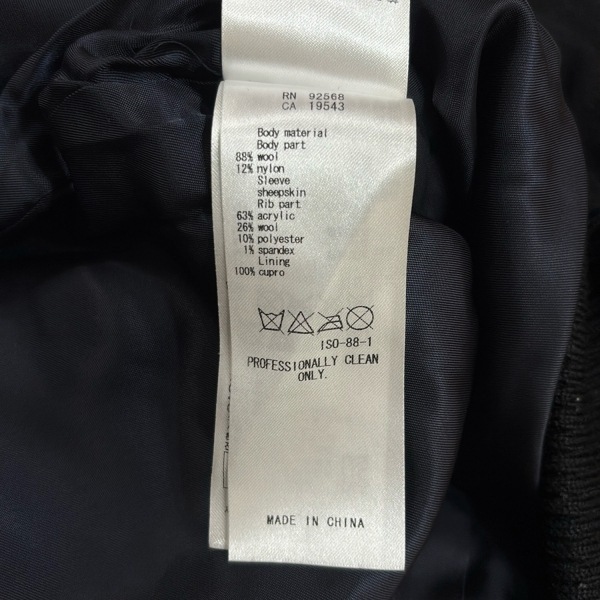 RN 92568
CA 19543
Body material
Body part
88% wool
12% nylon
Sleeve
sheepskin
Rib part
63% acrylic
26% wool
10% polyester
1% spandex
Lining
100% cupro
ISO-88-1
PROFESSIONALLY CLEAN
ONLY.
MADE IN CHINA